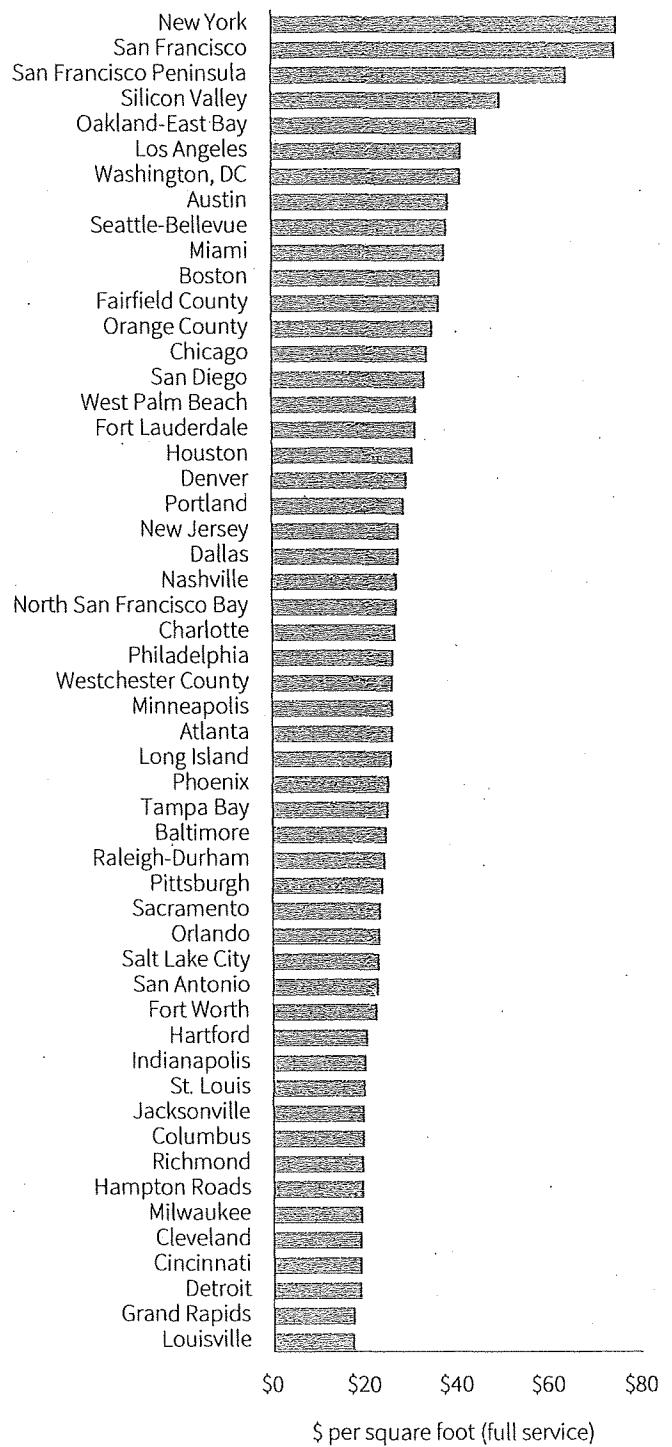 New York
San Francisco
San Francisco Peninsula
Silicon Valley
Oakland-East Bay
Los Angeles
Washington, DC
Austin
Seattle-Bellevue
Miami
Boston
Fairfield County
Orange County
Chicago
San Diego
West Palm Beach
Fort Lauderdale
Houston
Denver
Portland
New Jersey
Dallas
Nashville
North San Francisco Bay
Charlotte
Philadelphia
Westchester County
Minneapolis
Atlanta
Long Island
Phoenix
Tampa Bay
Baltimore
Raleigh-Durham
Pittsburgh
Sacramento
Orlando
Salt Lake City
San Antonio
Fort Worth
Hartford
Indianapolis
St. Louis
Jacksonville
Columbus
Richmond
Hampton Roads
Milwaukee
Cleveland
Cincinnati
Detroit
Grand Rapids
Louisville
$0 $20 $40 $60 $80
$ per square foot (full service)